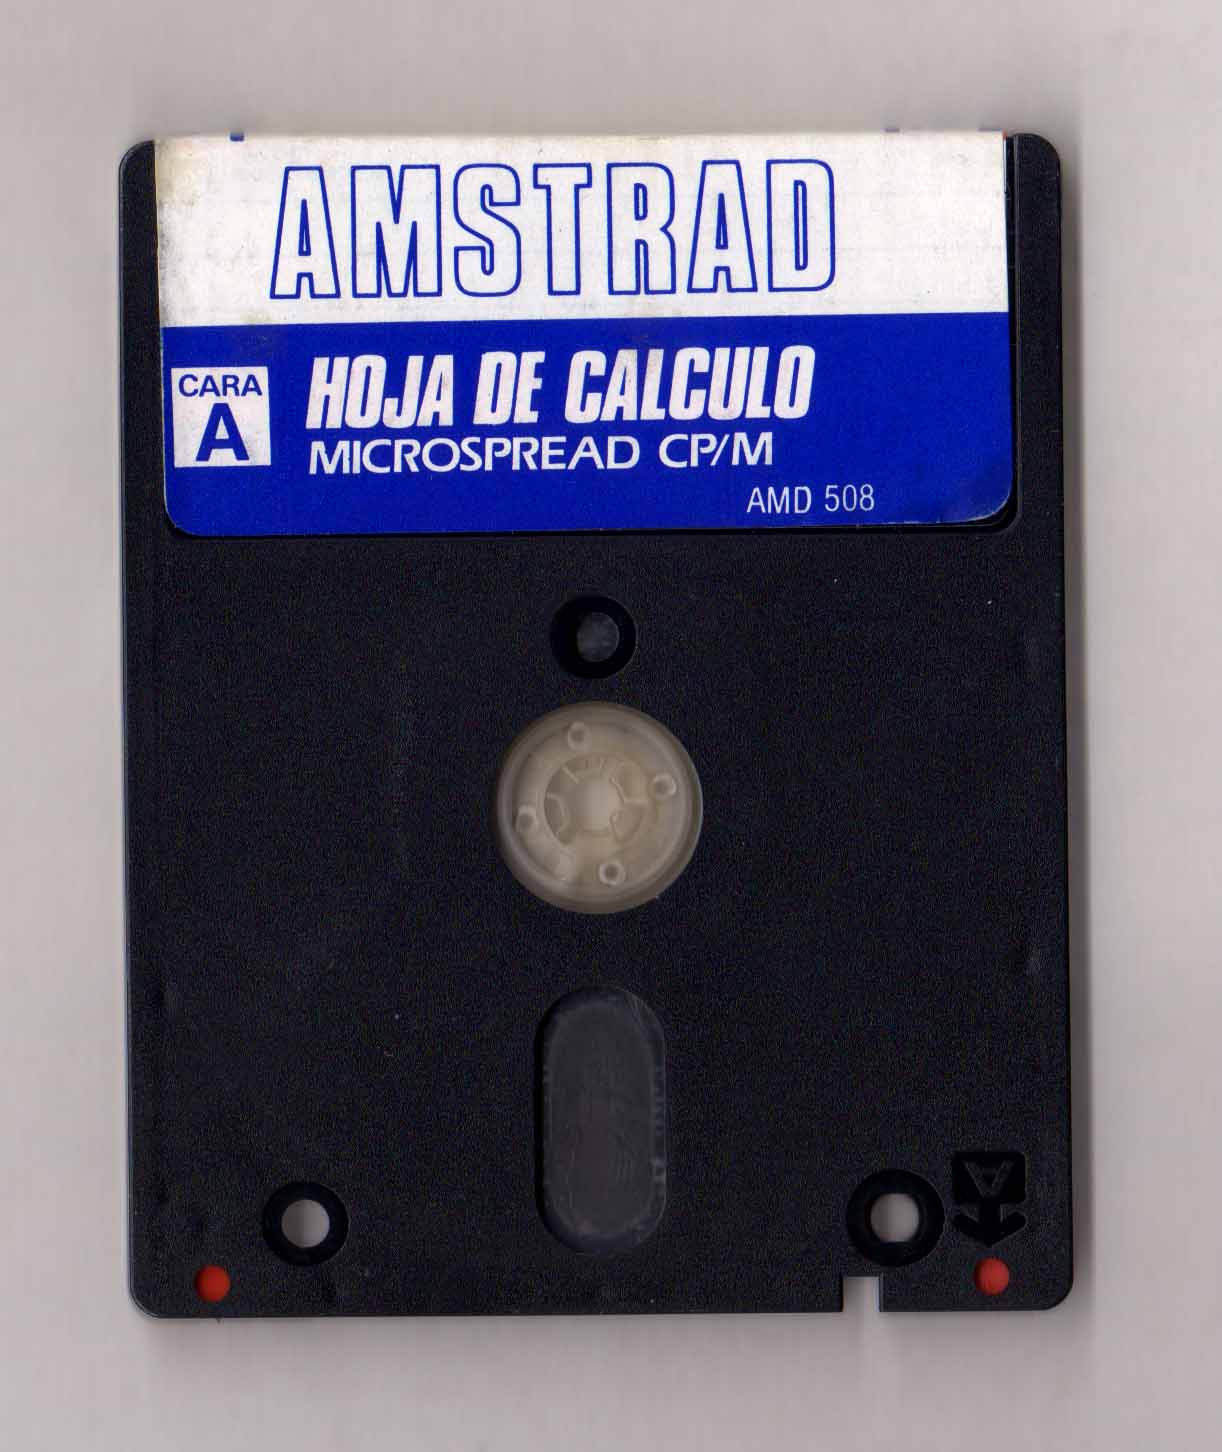 AMSTRAD
CARA
A
HOJA DE CALCULO
MICROSPREAD CP/M
AMD 508
A